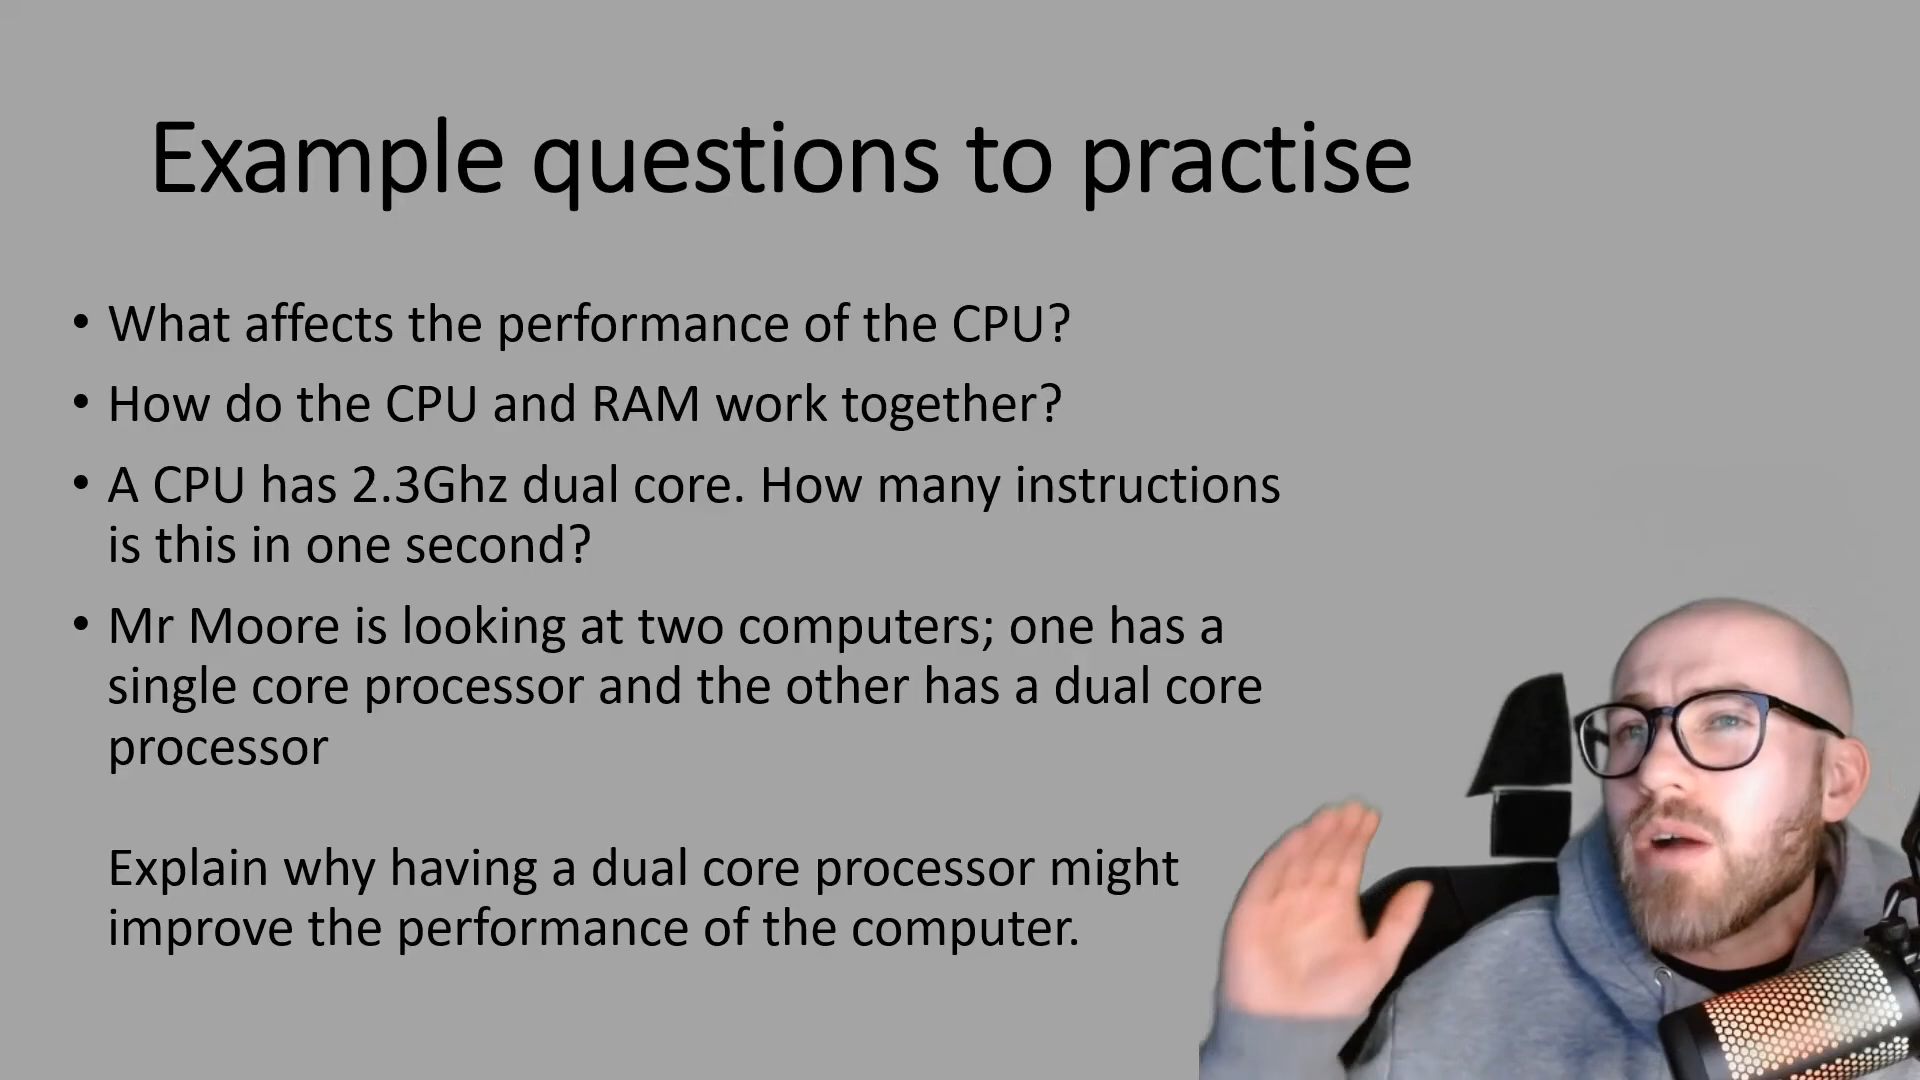 Example questions to practise
• What affects the performance of the CPU?
• How do the CPU and RAM work together?
• A CPU has 2.3Ghz dual core. How many instructions
is this in one second?
• Mr Moore is looking at two computers; one has a
single core processor and the other has a dual core
processor
Explain why having a dual core processor might
improve the performance of the computer.